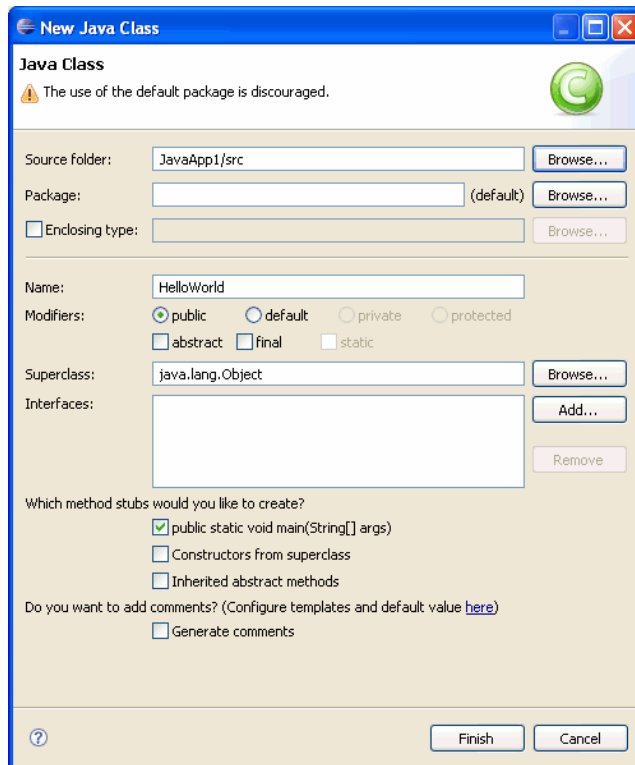 New Java Class
Java Class
The use of the default package is discouraged.
Source folder: JavaApp1/src Browse...
Package: (default) Browse...
Enclosing type: Browse...
Name: HelloWorld
Modifiers: public default private protected
abstract final static
Superclass: java.lang.Object Browse...
Interfaces: Add...
Remove
Which method stubs would you like to create?
public static void main(String[] args)
Constructors from superclass
Inherited abstract methods
Do you want to add comments? (Configure templates and default value here)
Generate comments
? Finish Cancel